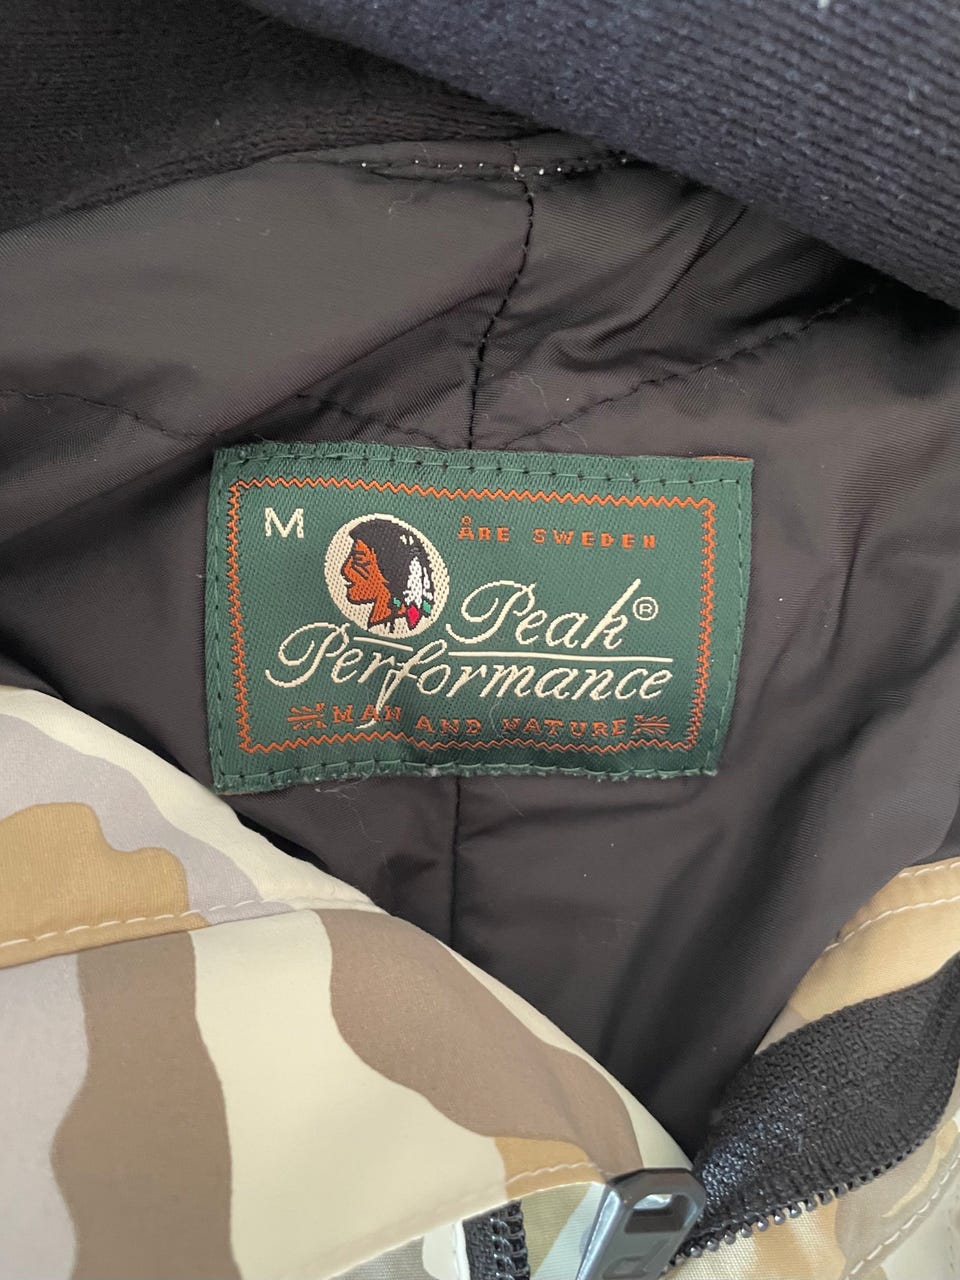 M
ÅRE SWEDEN
Peak®
Performance
MAN AND NATURE